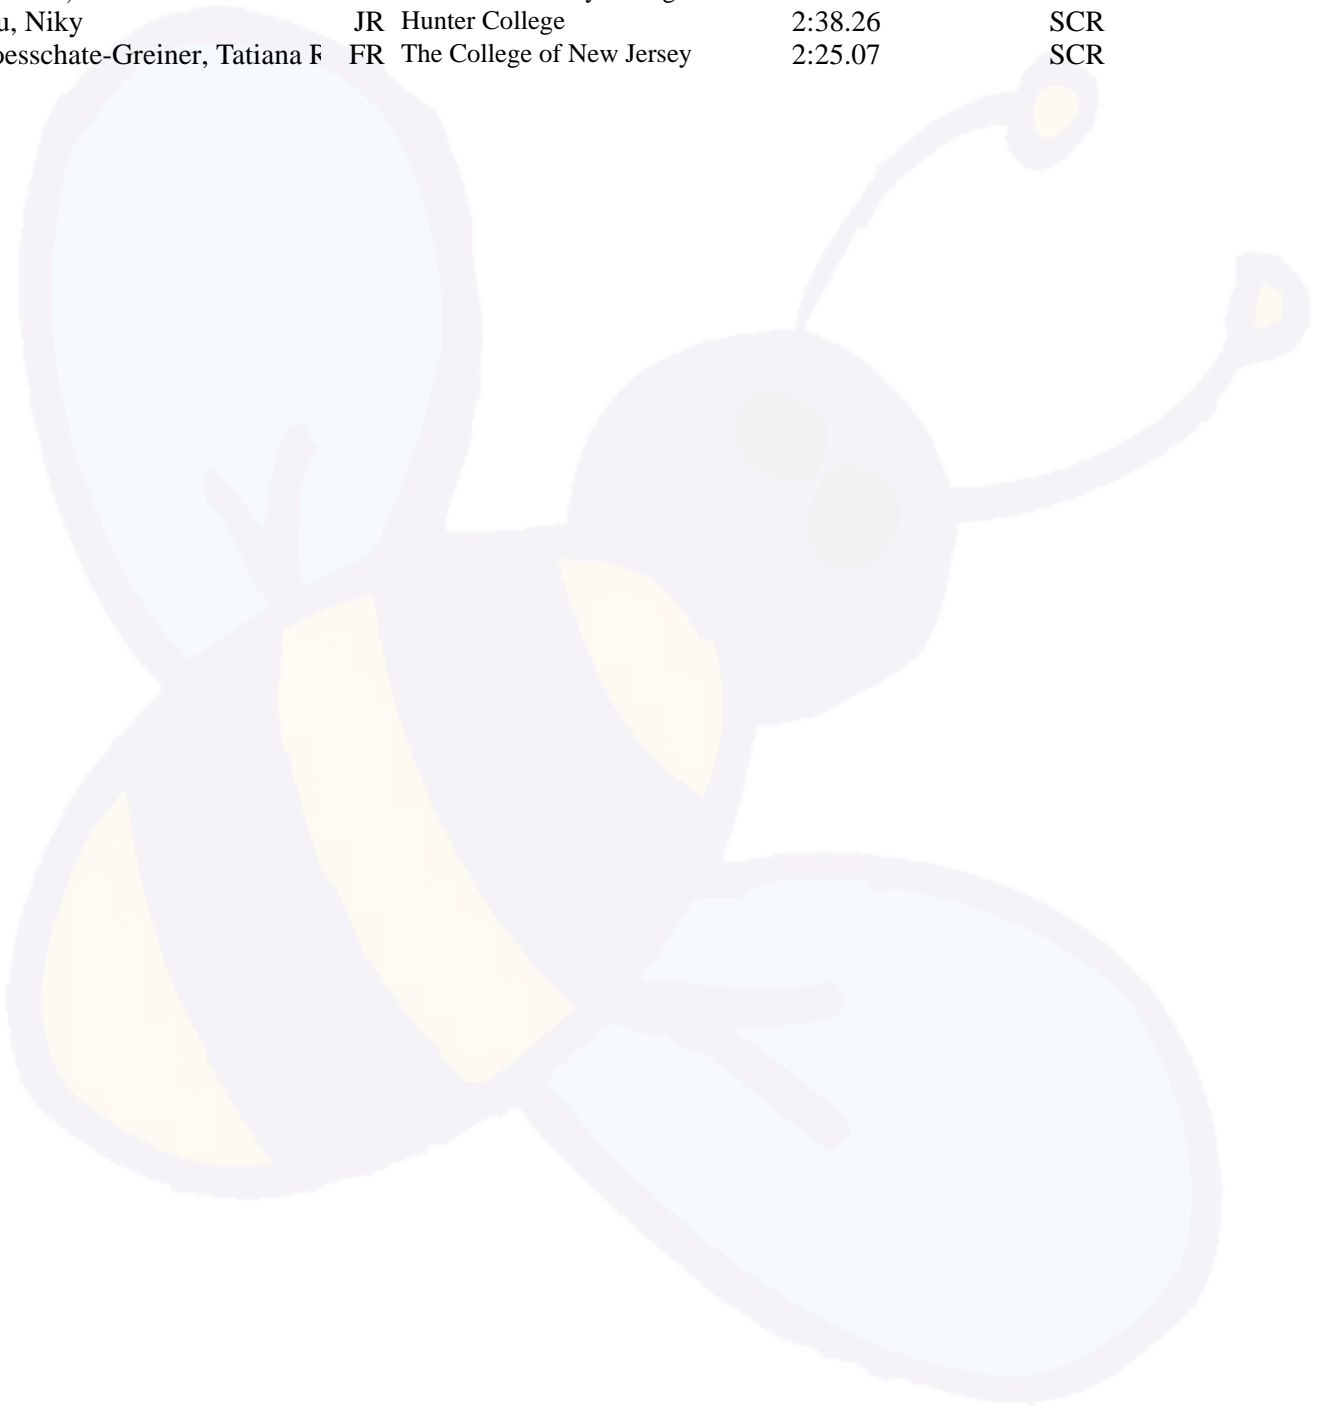 u, Niky JR Hunter College 2:38.26 SCR
oesschate-Greiner, Tatiana R FR The College of New Jersey 2:25.07 SCR